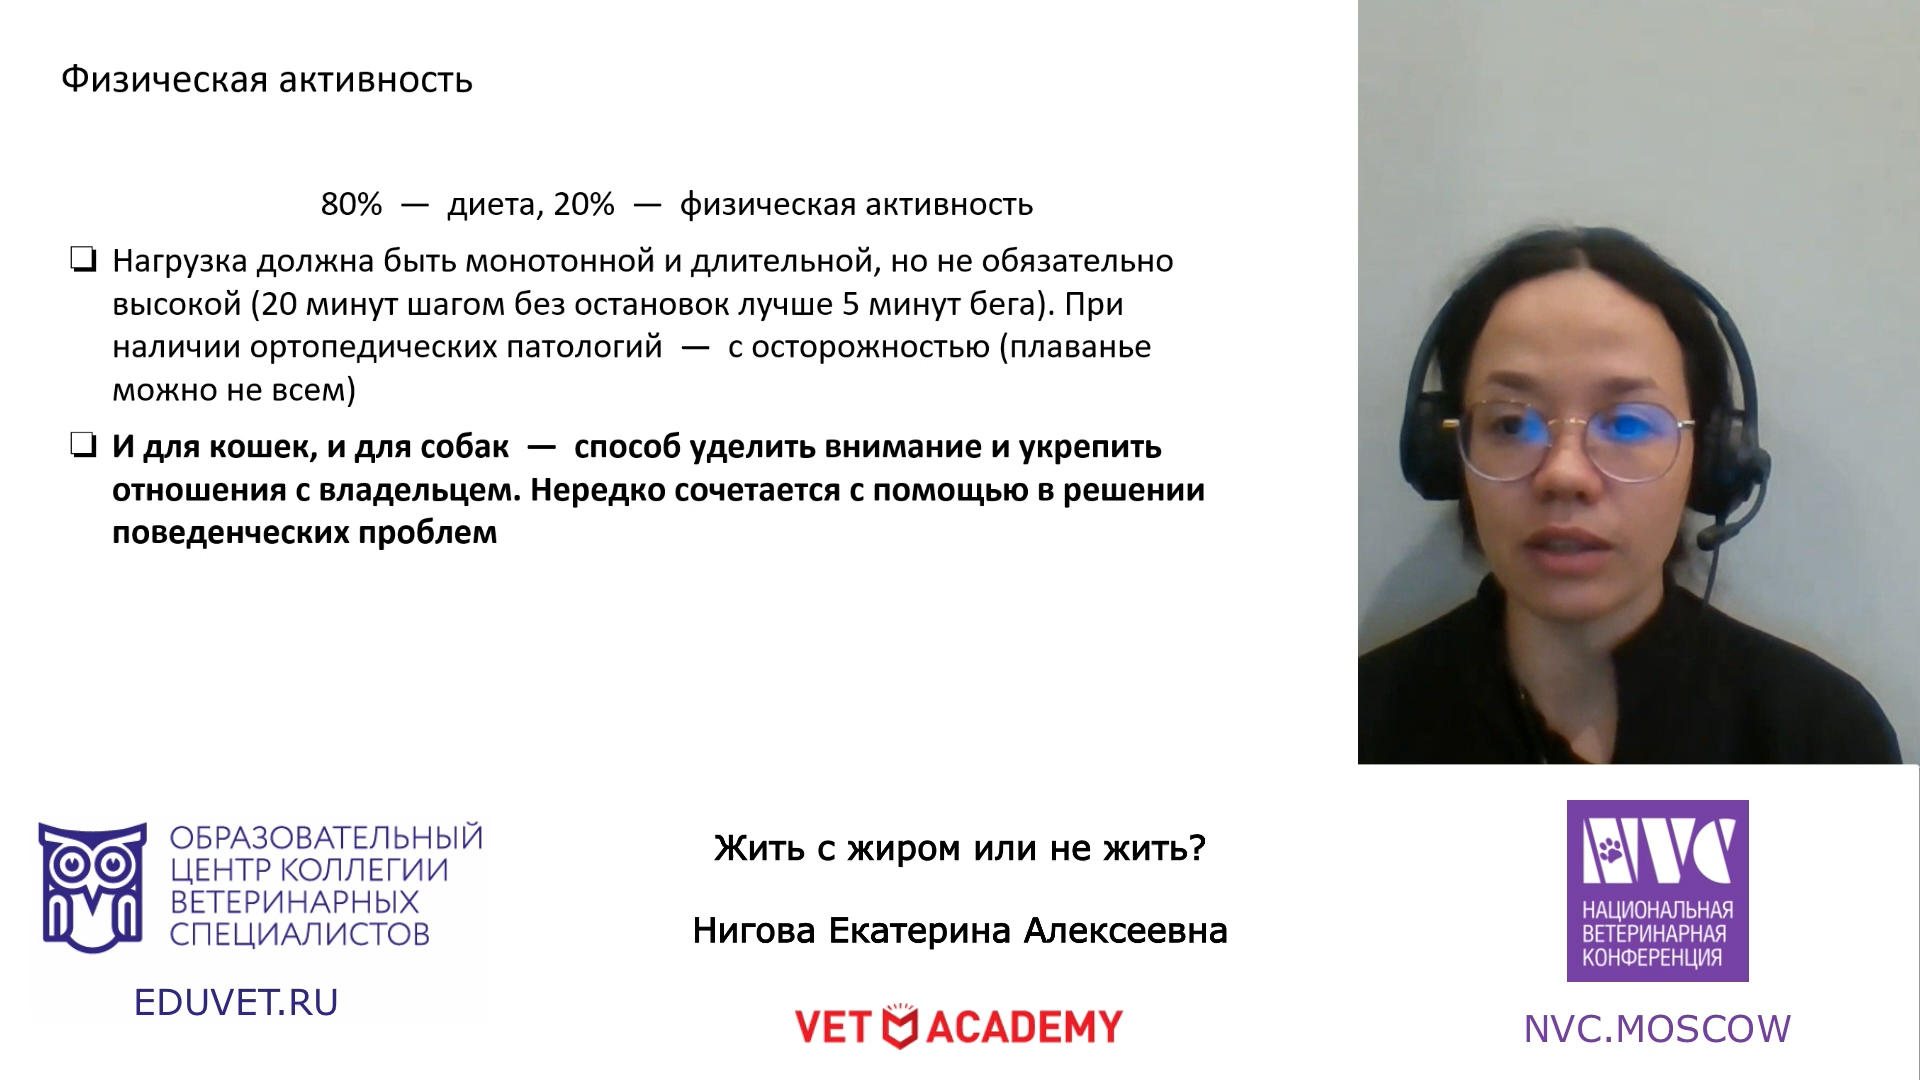 Физическая активность
80% — диета, 20% — физическая активность
❏ Нагрузка должна быть монотонной и длительной, но не обязательно
высокой (20 минут шагом без остановок лучше 5 минут бега). При
наличии ортопедических патологий — с осторожностью (плаванье
можно не всем)
❏ И для кошек, и для собак — способ уделить внимание и укрепить
отношения с владельцем. Нередко сочетается с помощью в решении
поведенческих проблем
ОБРАЗОВАТЕЛЬНЫЙ
ЦЕНТР КОЛЛЕГИИ
ВЕТЕРИНАРНЫХ
СПЕЦИАЛИСТОВ
EDUVET.RU
Жить с жиром или не жить?
Нигова Екатерина Алексеевна
VET ACADEMY
NVC
НАЦИОНАЛЬНАЯ
ВЕТЕРИНАРНАЯ
КОНФЕРЕНЦИЯ
NVC.MOSCOW